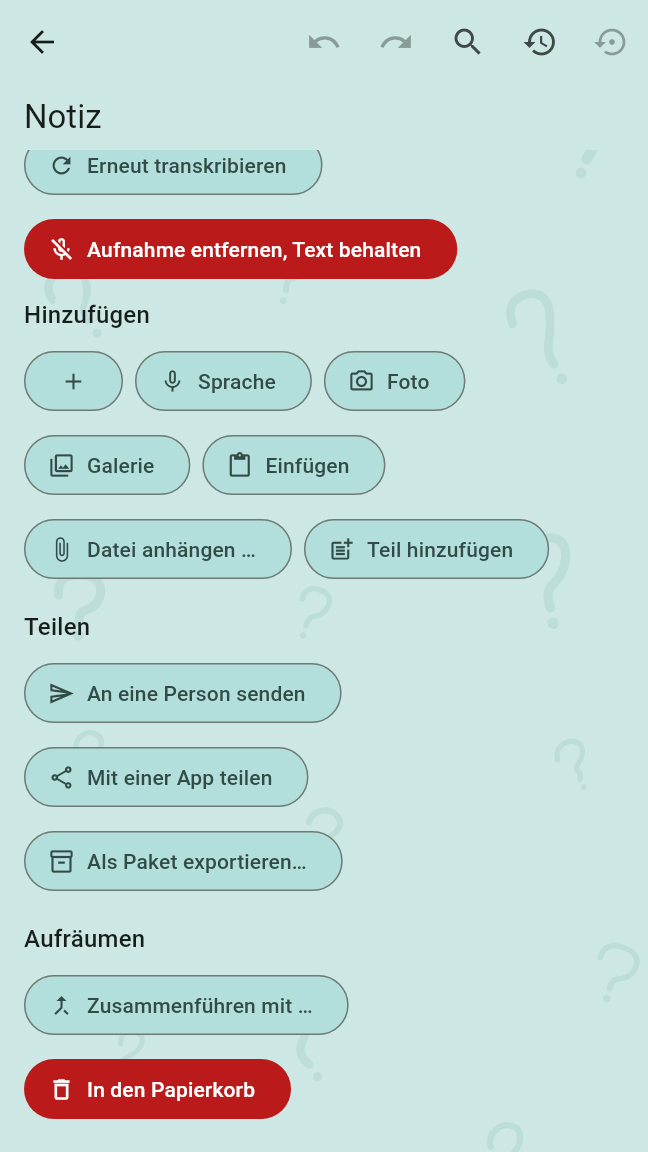 Notiz
Erneut transkribieren
Aufnahme entfernen, Text behalten
Hinzufügen
Sprache
Foto
Galerie
Einfügen
Datei anhängen ...
Teil hinzufügen
Teilen
An eine Person senden
Mit einer App teilen
Als Paket exportieren...
Aufräumen
Zusammenführen mit ...
In den Papierkorb